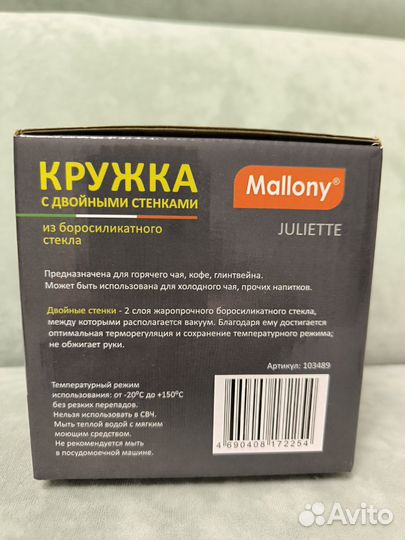 КРУЖКА
С ДВОЙНЫМИ СТЕНКАМИ
из боросиликатного
стекла
Mallony®
JULIETTE
Предназначена для горячего чая, кофе, глинтвейна.
Может быть использована для холодного чая, прочих напитков.
Двойные стенки - 2 слоя жаропрочного боросиликатного стекла,
между которыми располагается вакуум. Благодаря ему достигается
оптимальная терморегуляция и сохранение температурного режима;
не обжигает руки.
Артикул: 103489
Температурный режим
использования: от -20°С до +150°С
без резких перепадов.
Нельзя использовать в СВЧ.
Мыть теплой водой с мягким
моющим средством.
Не рекомендуется мыть
в посудомоечной машине.
4 690408 172254
Avito